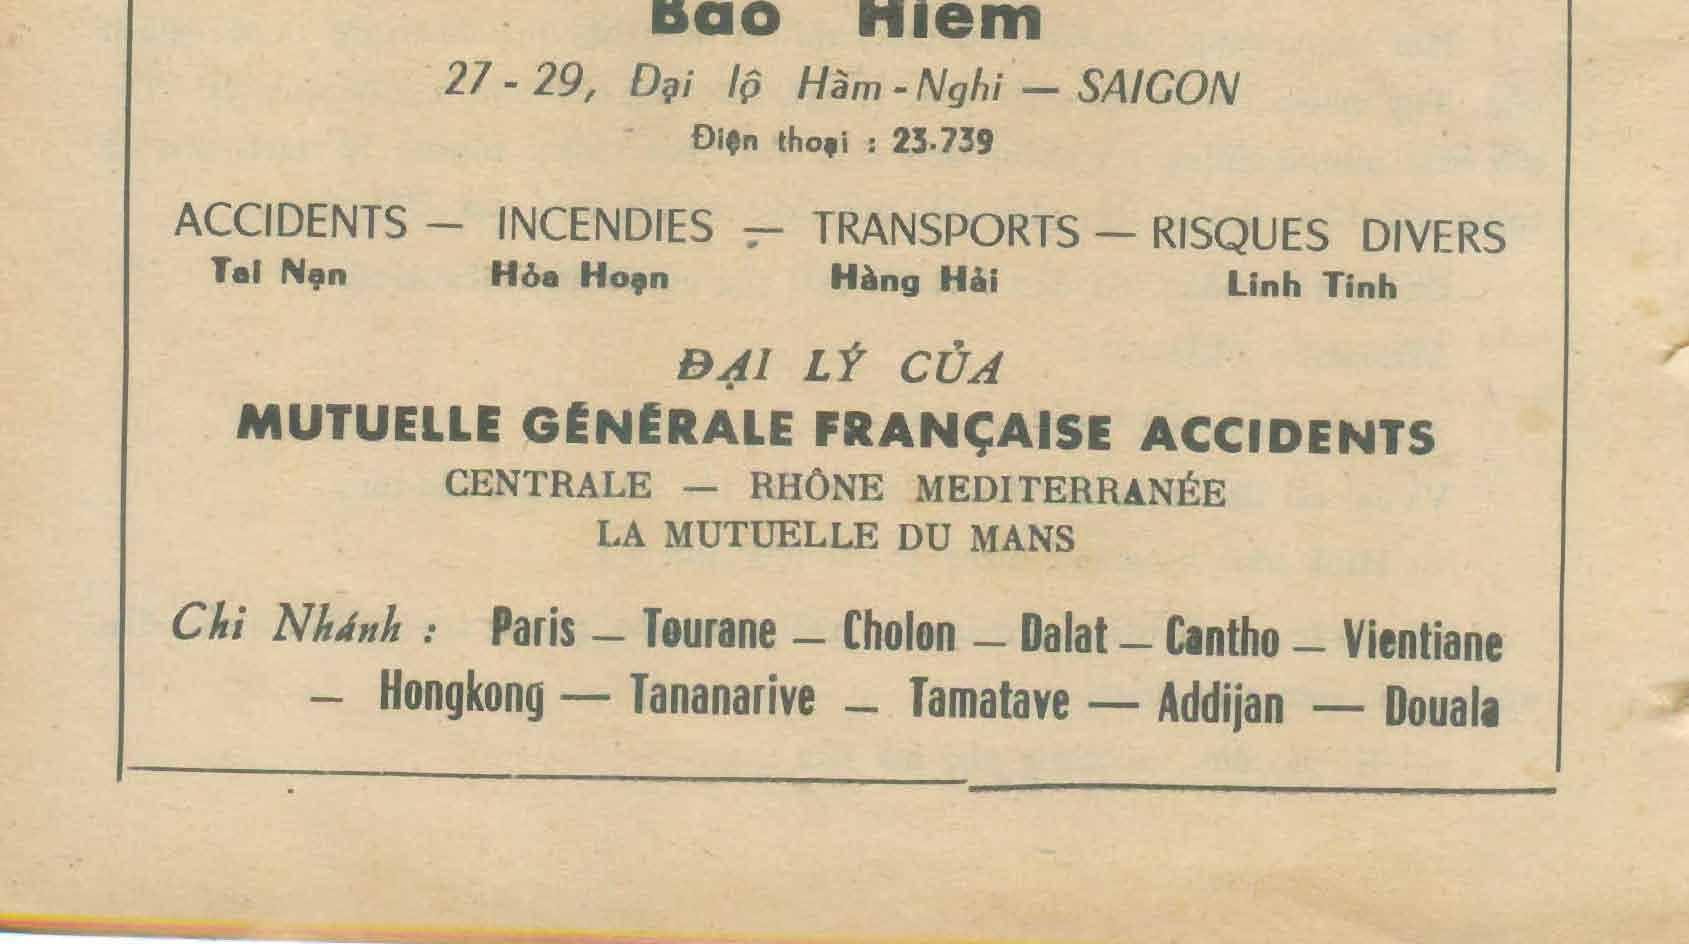 Bao Hiem
27 - 29, Đại lộ Hàm - Nghi — SAIGON
Điện thoại : 23.739
ACCIDENTS — INCENDIES — TRANSPORTS — RISQUES DIVERS
Tai Nạn Hỏa Hoạn Hàng Hải Linh Tinh
ĐẠI LÝ CỦA
MUTUELLE GÉNÉRALE FRANÇAISE ACCIDENTS
CENTRALE — RHÔNE MEDITERRANÉE
LA MUTUELLE DU MANS
Chi Nhánh : Paris — Tourane — Cholon — Dalat — Cantho — Vientiane
— Hongkong — Tananarive — Tamatave — Addijan — Douala